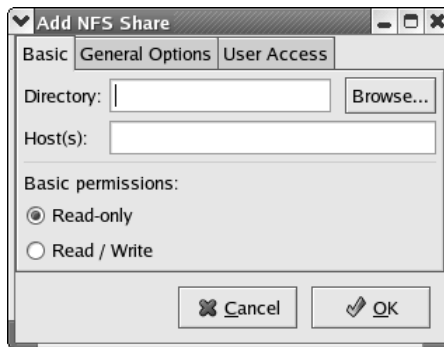 Add NFS Share
Basic General Options User Access
Directory: Browse...
Host(s):
Basic permissions:
Read-only
Read / Write
Cancel OK